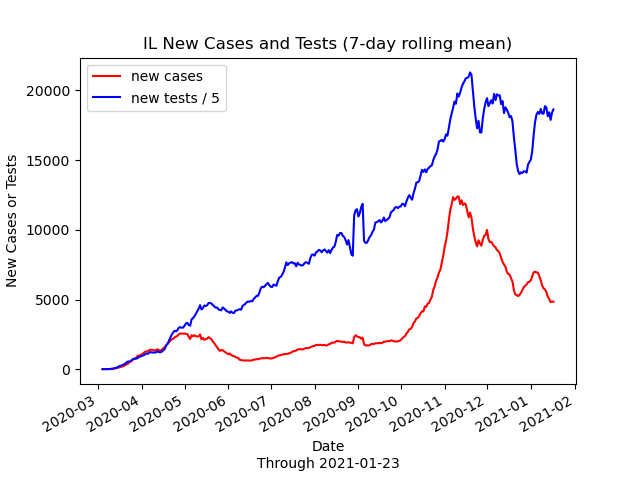 IL New Cases and Tests (7-day rolling mean)
new cases
new tests / 5
New Cases or Tests
20000
15000
10000
5000
0
2020-03
2020-04
2020-05
2020-06
2020-07
2020-08
2020-09
2020-10
2020-11
2020-12
2021-01
2021-02
Date
Through 2021-01-23